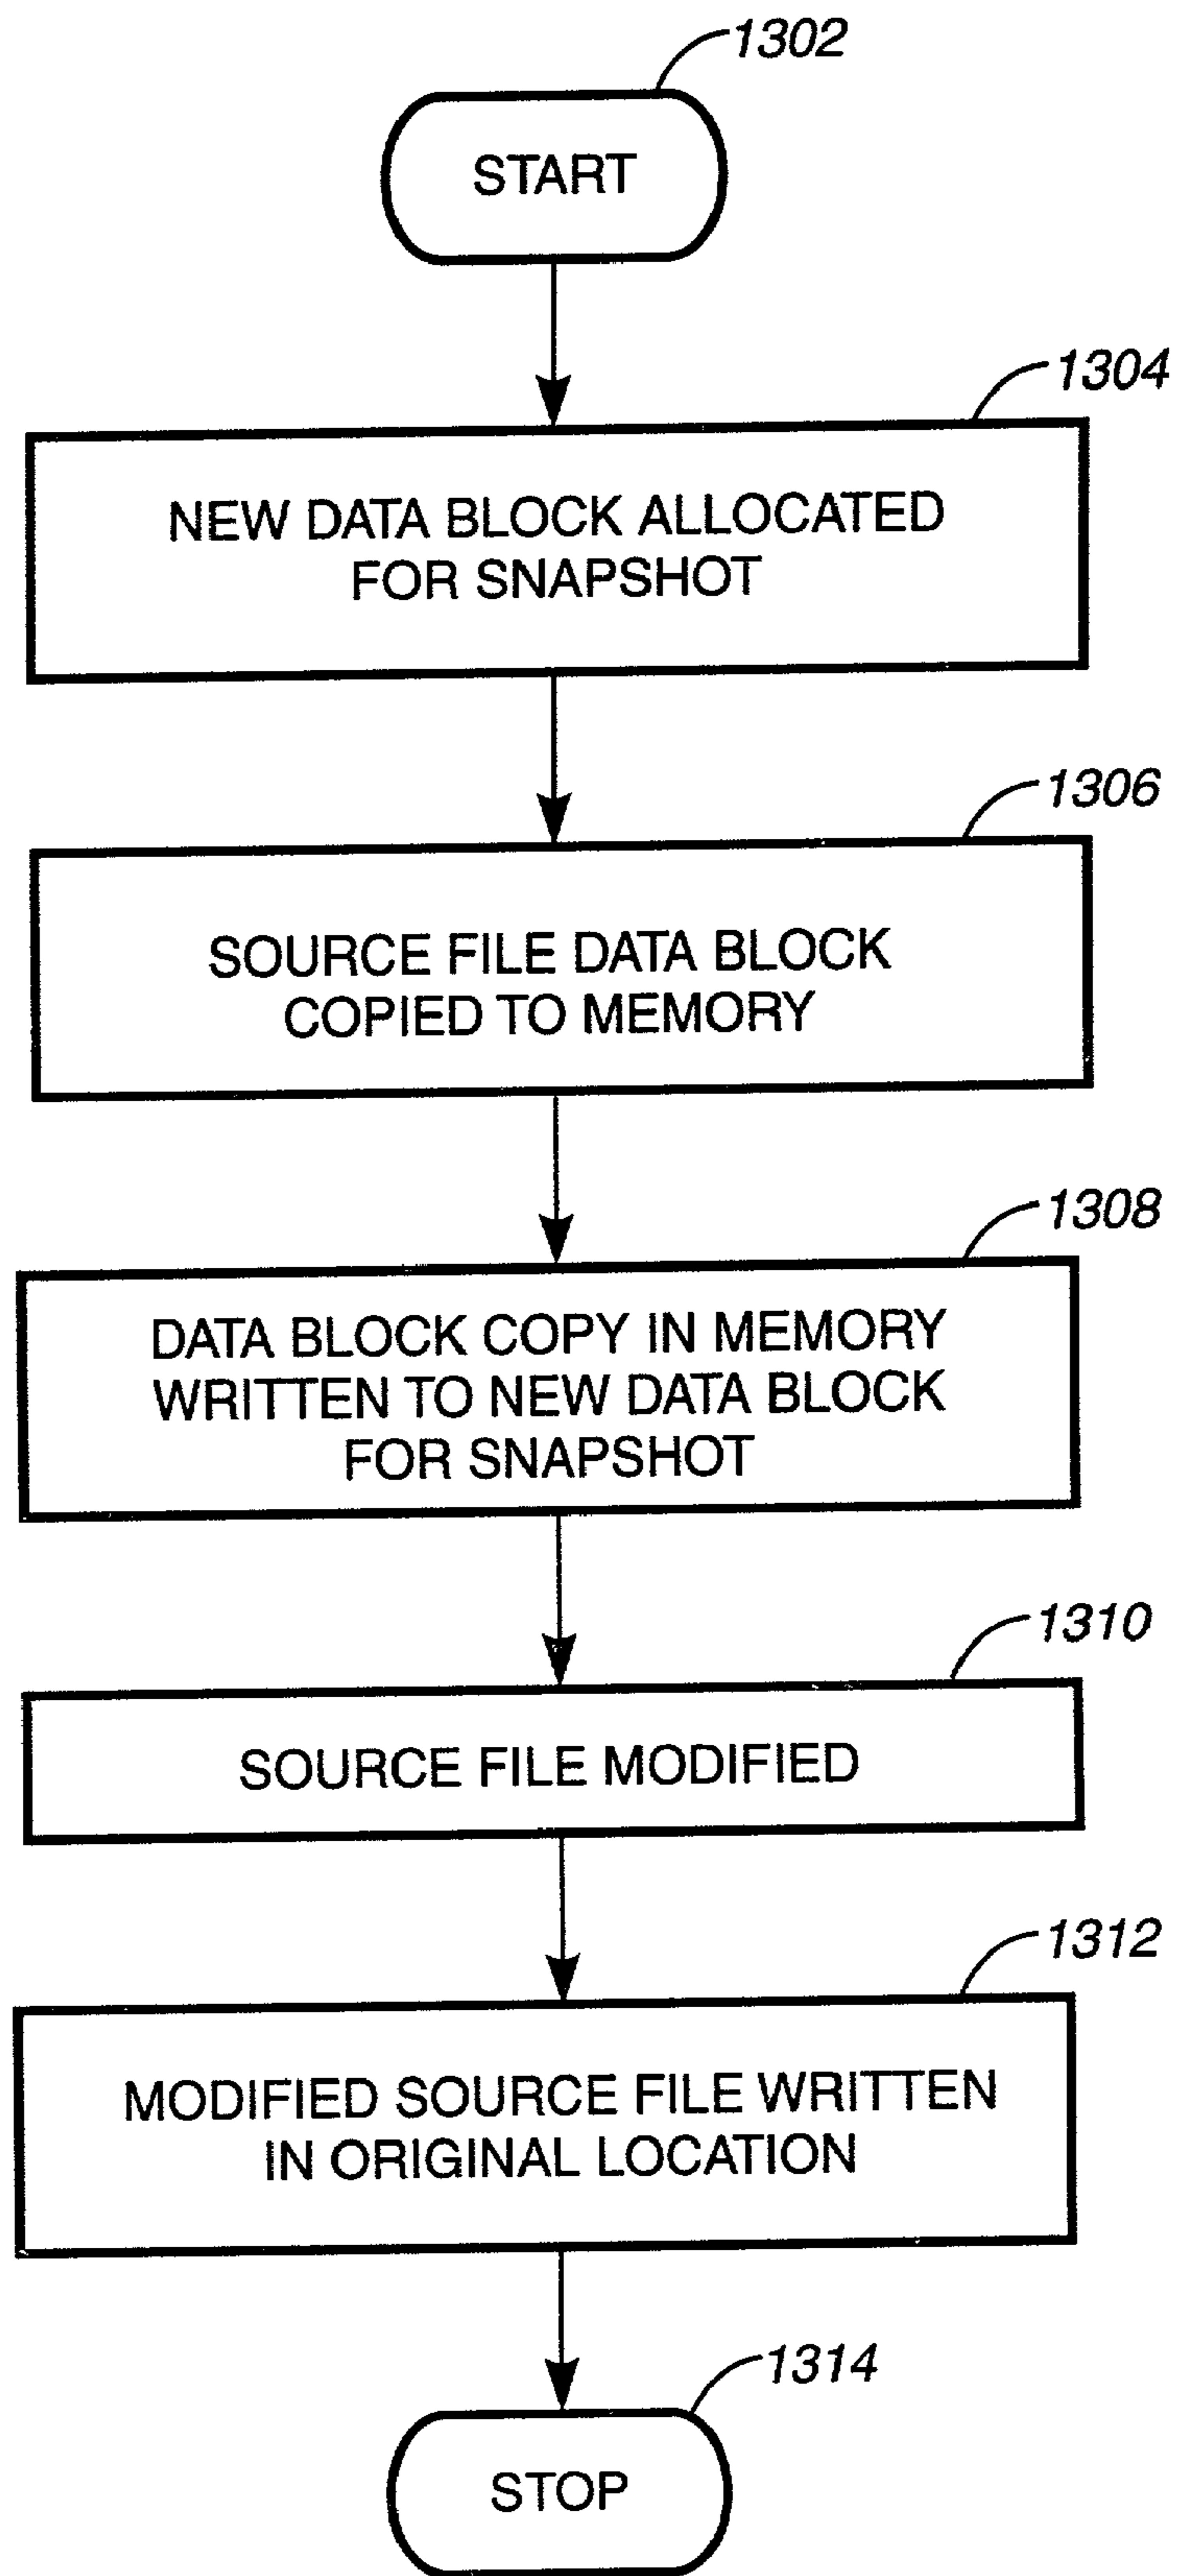 1302
START
1304
NEW DATA BLOCK ALLOCATED
FOR SNAPSHOT
1306
SOURCE FILE DATA BLOCK
COPIED TO MEMORY
1308
DATA BLOCK COPY IN MEMORY
WRITTEN TO NEW DATA BLOCK
FOR SNAPSHOT
1310
SOURCE FILE MODIFIED
1312
MODIFIED SOURCE FILE WRITTEN
IN ORIGINAL LOCATION
1314
STOP